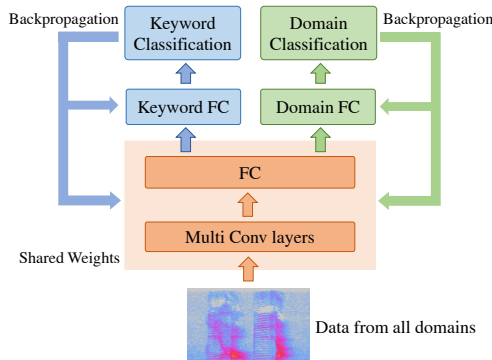 Backpropagation
Keyword
Classification
Domain
Classification
Backpropagation
Keyword FC
Domain FC
FC
Multi Conv layers
Shared Weights
Data from all domains